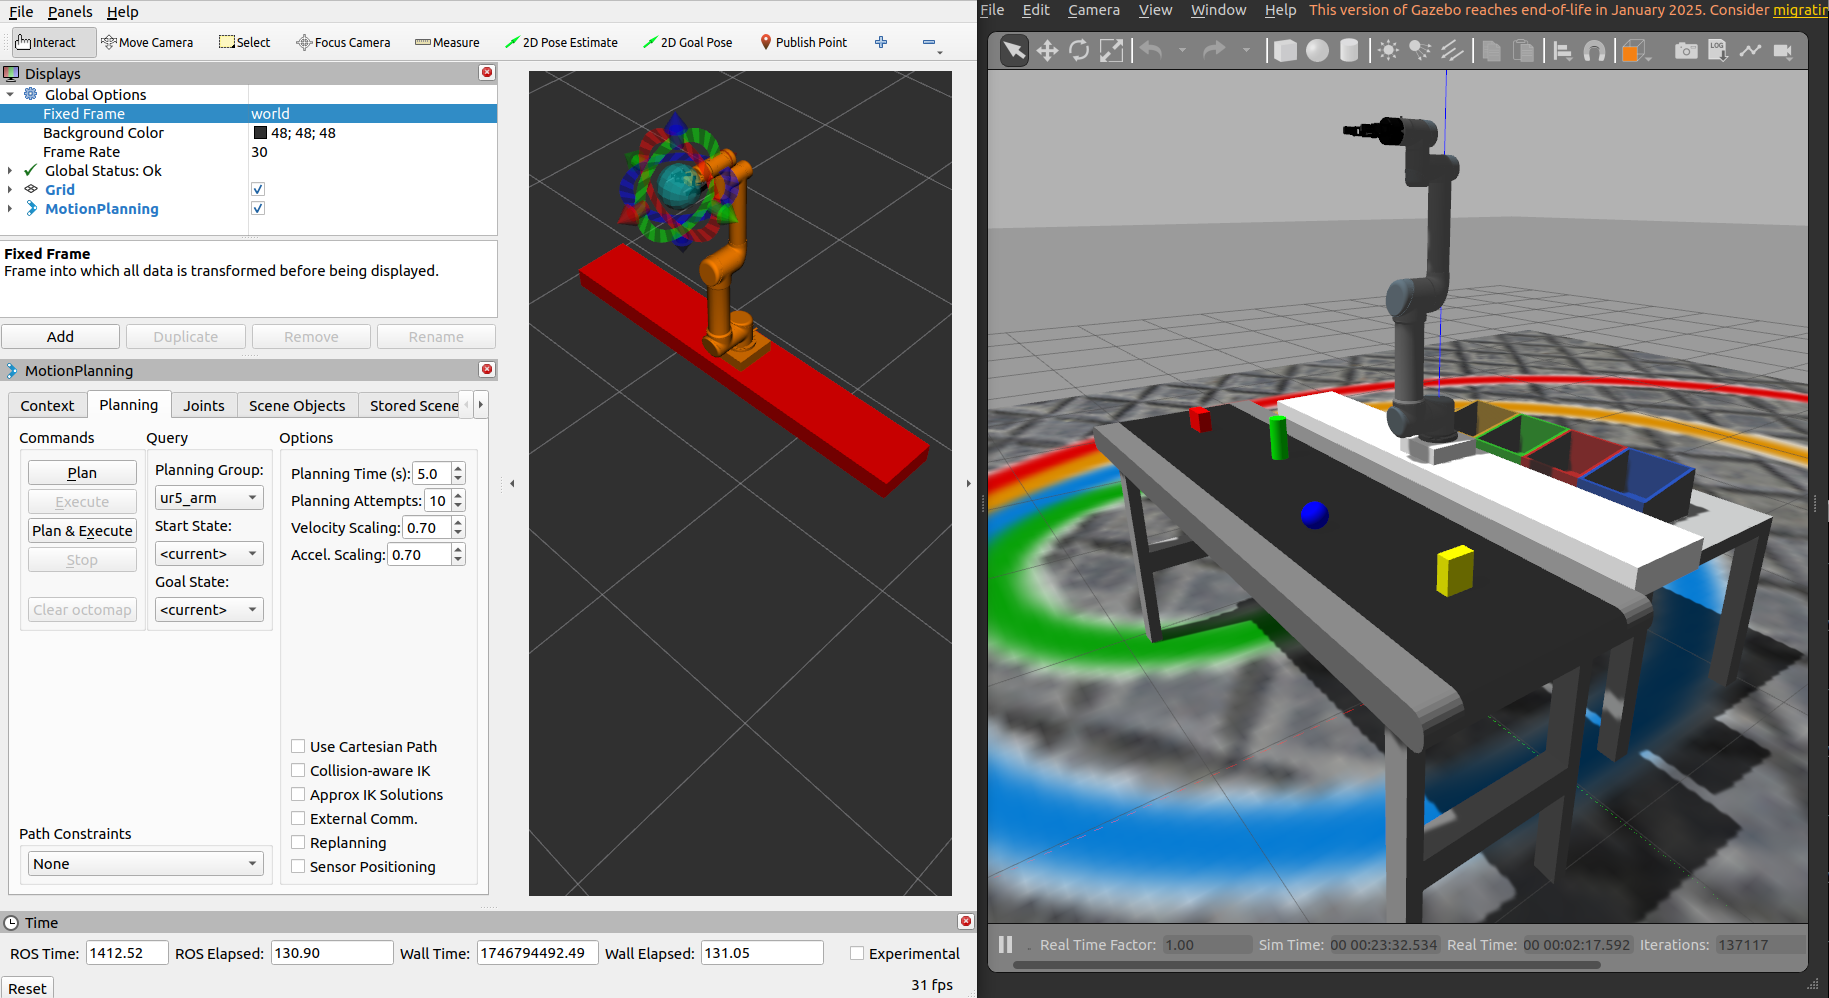 File Panels Help
Interact Move Camera Select Focus Camera Measure 2D Pose Estimate 2D Goal Pose Publish Point
Displays
Global Options
Fixed Frame world
Background Color 48; 48; 48
Frame Rate 30
Global Status: Ok
Grid
MotionPlanning
Fixed Frame
Frame into which all data is transformed before being displayed.
Add Duplicate Remove Rename
MotionPlanning
Context Planning Joints Scene Objects Stored Scene
Commands Query Options
Plan
Execute
Plan & Execute
Stop
Clear octomap
Planning Group:
ur5_arm
Start State:
<current>
Goal State:
<current>
Planning Time (s): 5.0
Planning Attempts: 10
Velocity Scaling: 0.70
Accel. Scaling: 0.70
Use Cartesian Path
Collision-aware IK
Approx IK Solutions
External Comm.
Replanning
Sensor Positioning
Path Constraints
None
Time
ROS Time: 1412.52 ROS Elapsed: 130.90 Wall Time: 1746794492.49 Wall Elapsed: 131.05 Experimental
Reset 31 fps
File Edit Camera View Window Help This version of Gazebo reaches end-of-life in January 2025. Consider migratin
LOG
Real Time Factor: 1.00 Sim Time: 00 00:23:32.534 Real Time: 00 00:02:17.592 Iterations: 137117